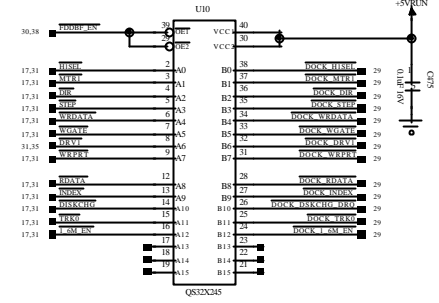 U10
+5VRUN
30,38 FDDBF_EN 39 OE1 VCC1 40
29 OE2 VCC2 30
17,31 H1SEL 2 A0 B0 38 DOCK_H1SEL 29
17,31 MTR1 3 A1 B1 37 DOCK_MTR1 29
17,31 DIR 4 A2 B2 36 DOCK_DIR 29
17,31 STEP 5 A3 B3 35 DOCK_STEP 29
17,31 WRDATA 6 A4 B4 34 DOCK_WRDATA 29
17,31 WGATE 7 A5 B5 33 DOCK_WGATE 29
31,35 DRV1 8 A6 B6 32 DOCK_DRV1 29
17,31 WRPRT 9 A7 B7 31 DOCK_WRPRT 29
17,31 RDATA 12 A8 B8 28 DOCK_RDATA 29
17,31 INDEX 13 A9 B9 27 DOCK_INDEX 29
17,31 DISKCHG 14 A10 B10 26 DOCK_DSKCHG_DRQ 29
17,31 TRK0 15 A11 B11 25 DOCK_TRK0 29
17,31 1_6M_EN 16 A12 B12 24 DOCK_1_6M_EN 29
17 A13 B13 23
18 A14 B14 22
19 A15 B15 21
QS32X245
C475
0.1uF 16V